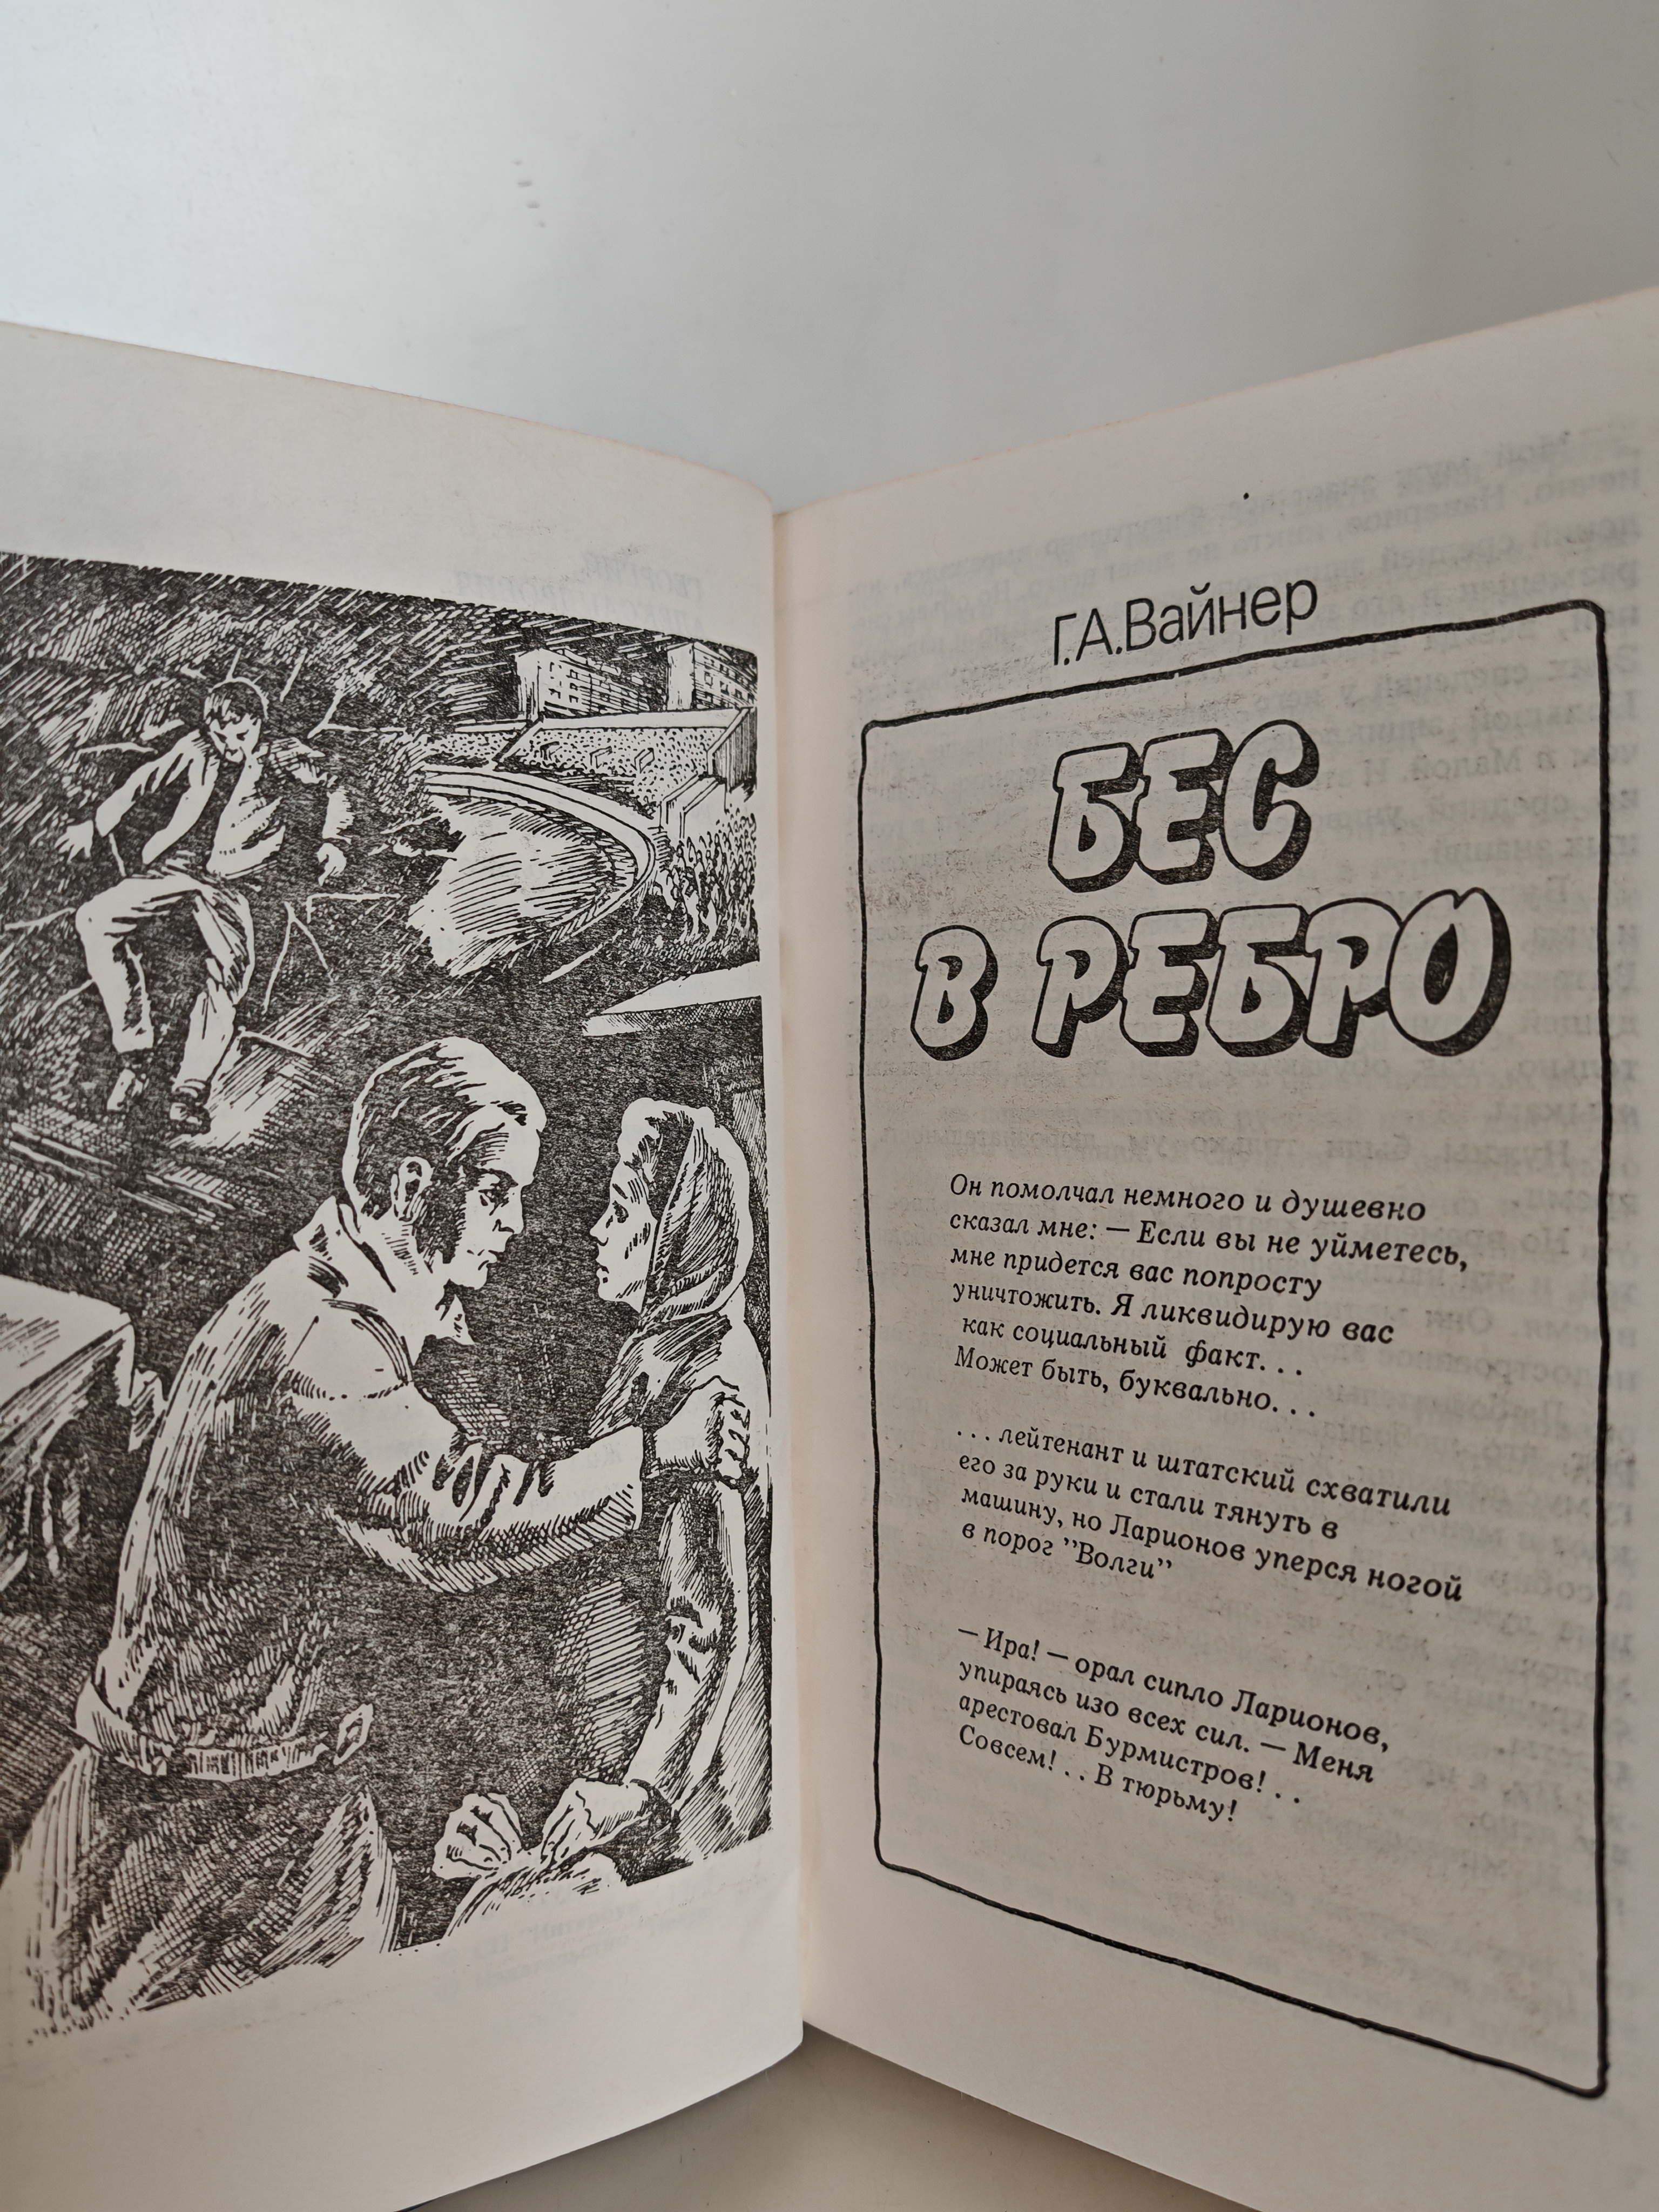 Г.А.Вайнер
БЕС
В РЕБРО
Он помолчал немного и душевно
сказал мне: — Если вы не уйметесь,
мне придется вас попросту
уничтожить. Я ликвидирую вас
как социальный факт. . .
Может быть, буквально. . .
. . . лейтенант и штатский схватили
его за руки и стали тянуть в
машину, но Ларионов уперся ногой
в порог ”Волги”
— Ира! — орал сипло Ларионов,
упираясь изо всех сил. — Меня
арестовал Бурмистров! . .
Совсем! . . В тюрьму!